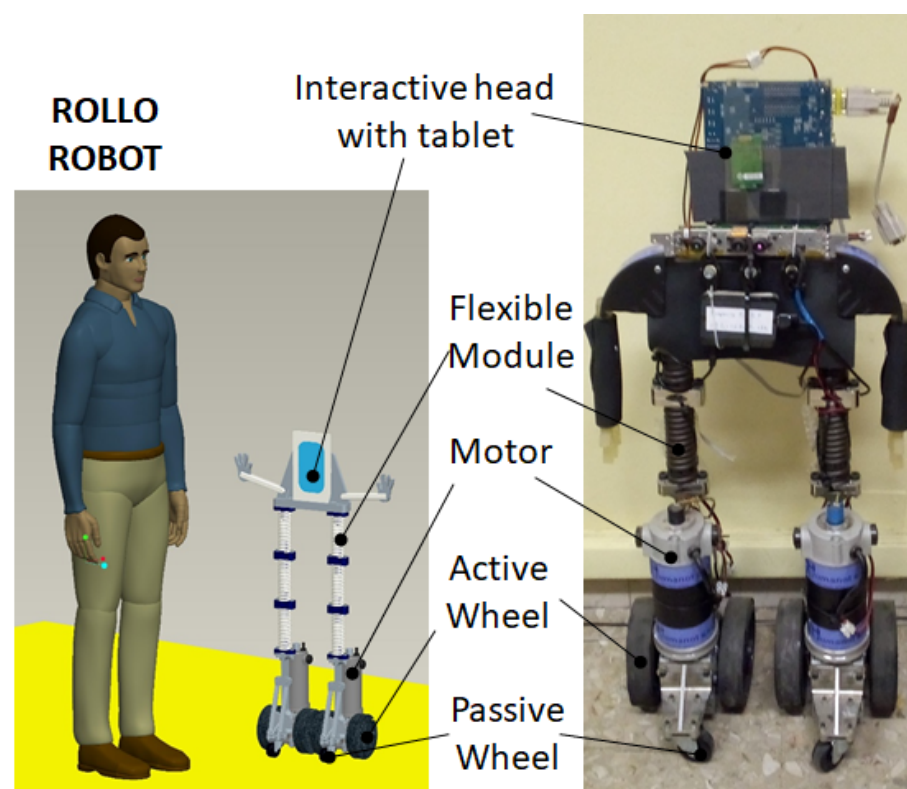 ROLLO
ROBOT
Interactive head
with tablet
Flexible
Module
Motor
Active
Wheel
Passive
Wheel